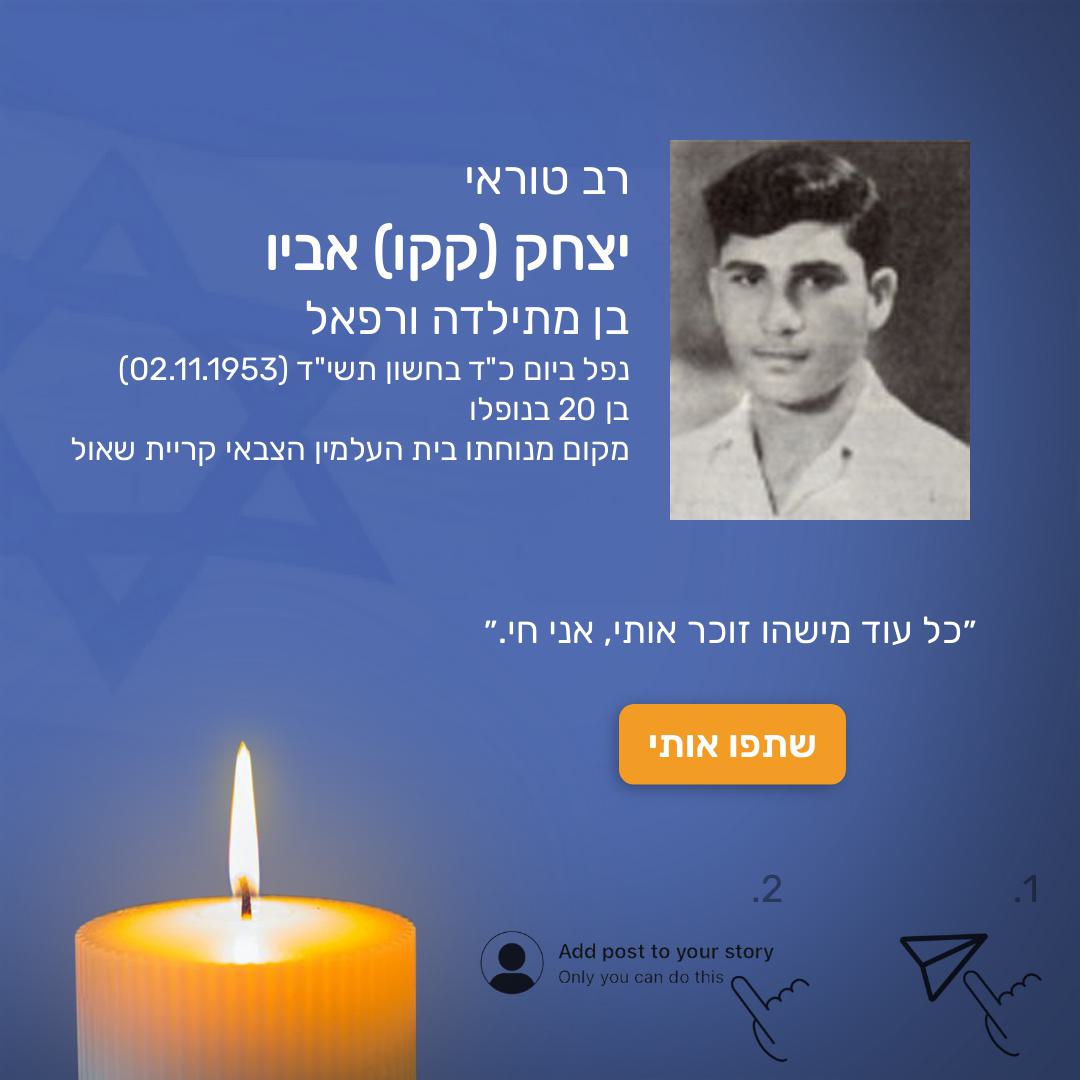 רב טוראי
יצחק (קקו) אביו
בן מתילדה ורפאל
נפל ביום כ"ד בחשון תשי"ד (02.11.1953)
בן 20 בנופלו
מקום מנוחתו בית העלמין הצבאי קריית שאול
"כל עוד מישהו זוכר אותי, אני חי."
שתפו אותי
.1
.2
Add post to your story
Only you can do this